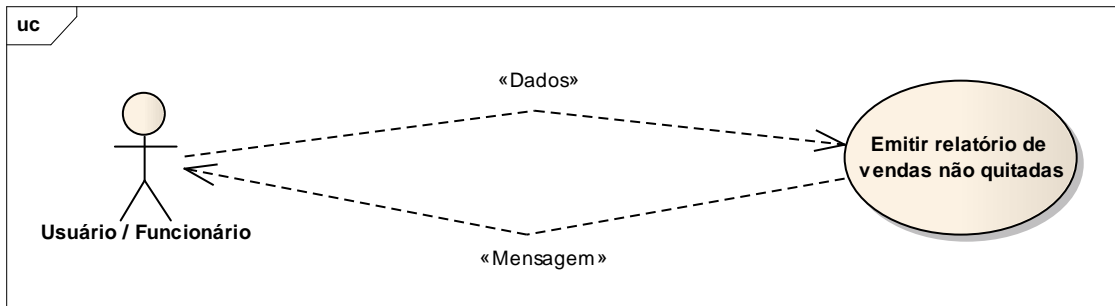 uc
«Dados»
Emitir relatório de
vendas não quitadas
Usuário / Funcionário
«Mensagem»